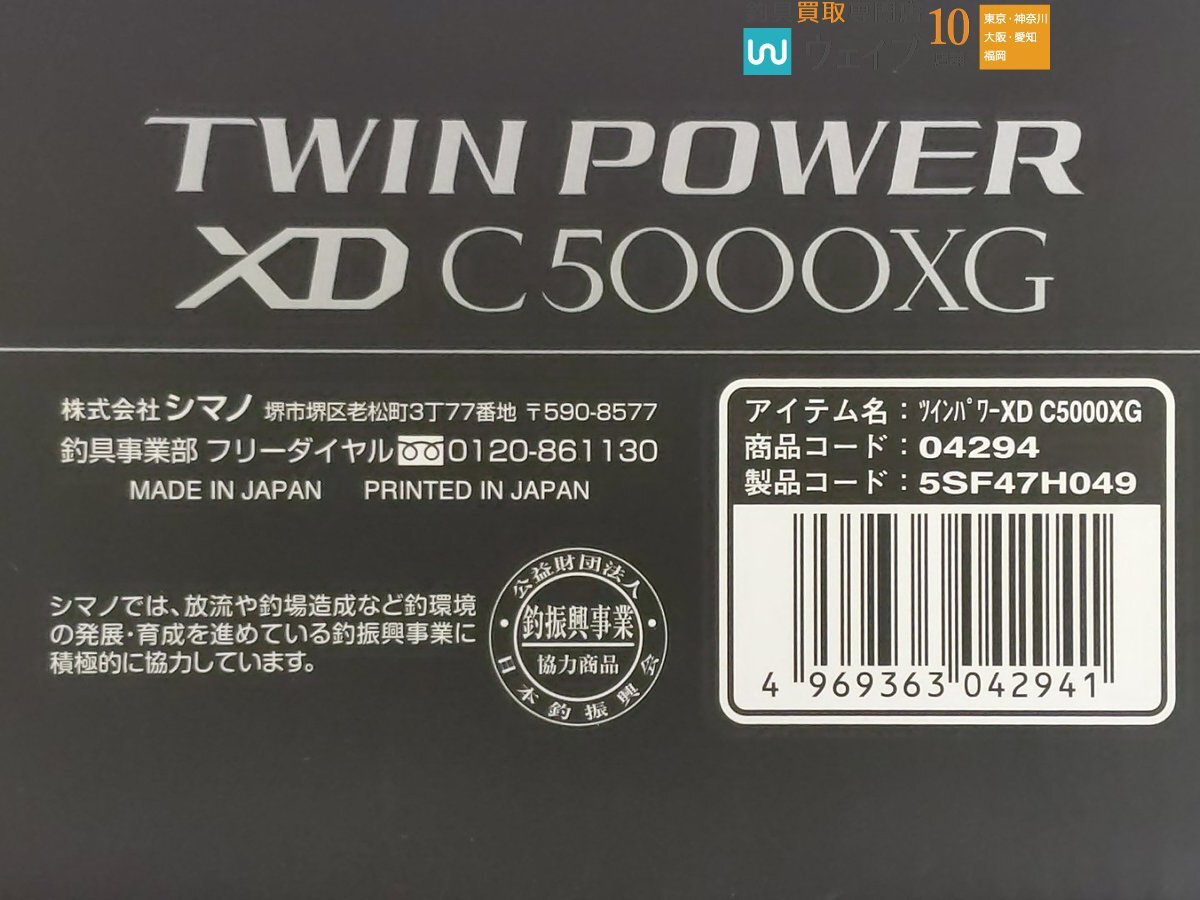 釣具買取専門店
ウェイブ
10
東京・神奈川
大阪・愛知
福岡
TWIN POWER
XD C5000XG
株式会社シマノ 堺市堺区老松町3丁77番地 〒590-8577
釣具事業部 フリーダイヤル 0120-861130
MADE IN JAPAN PRINTED IN JAPAN
シマノでは、放流や釣場造成など釣環境
の発展・育成を進めている釣振興事業に
積極的に協力しています。
公益財団法人
釣振興事業
協力商品
日本釣振興会
アイテム名：ﾂｲﾝﾊﾟﾜｰXD C5000XG
商品コード：04294
製品コード：5SF47H049
4 969363 042941